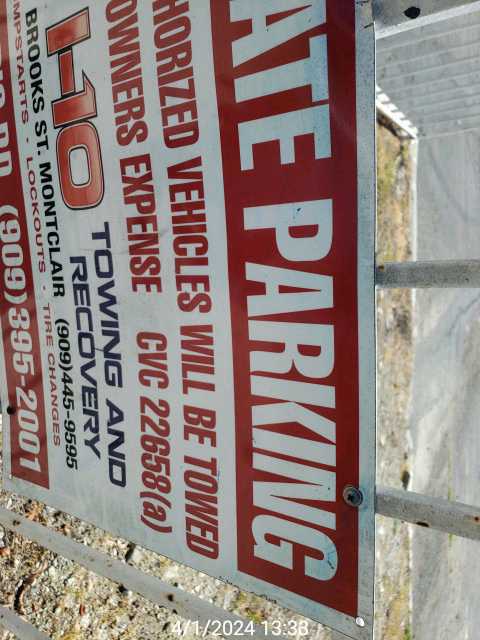 ATE PARKING
HORIZED VEHICLES WILL BE TOWED
OWNERS EXPENSE CVC 22658(a)
I-10 TOWING AND
RECOVERY
BROOKS ST. MONTCLAIR (909)445-9595
MPSTARTS - LOCKOUTS - TIRE CHANGES
(909)395-2001
4/1/2024 13:38